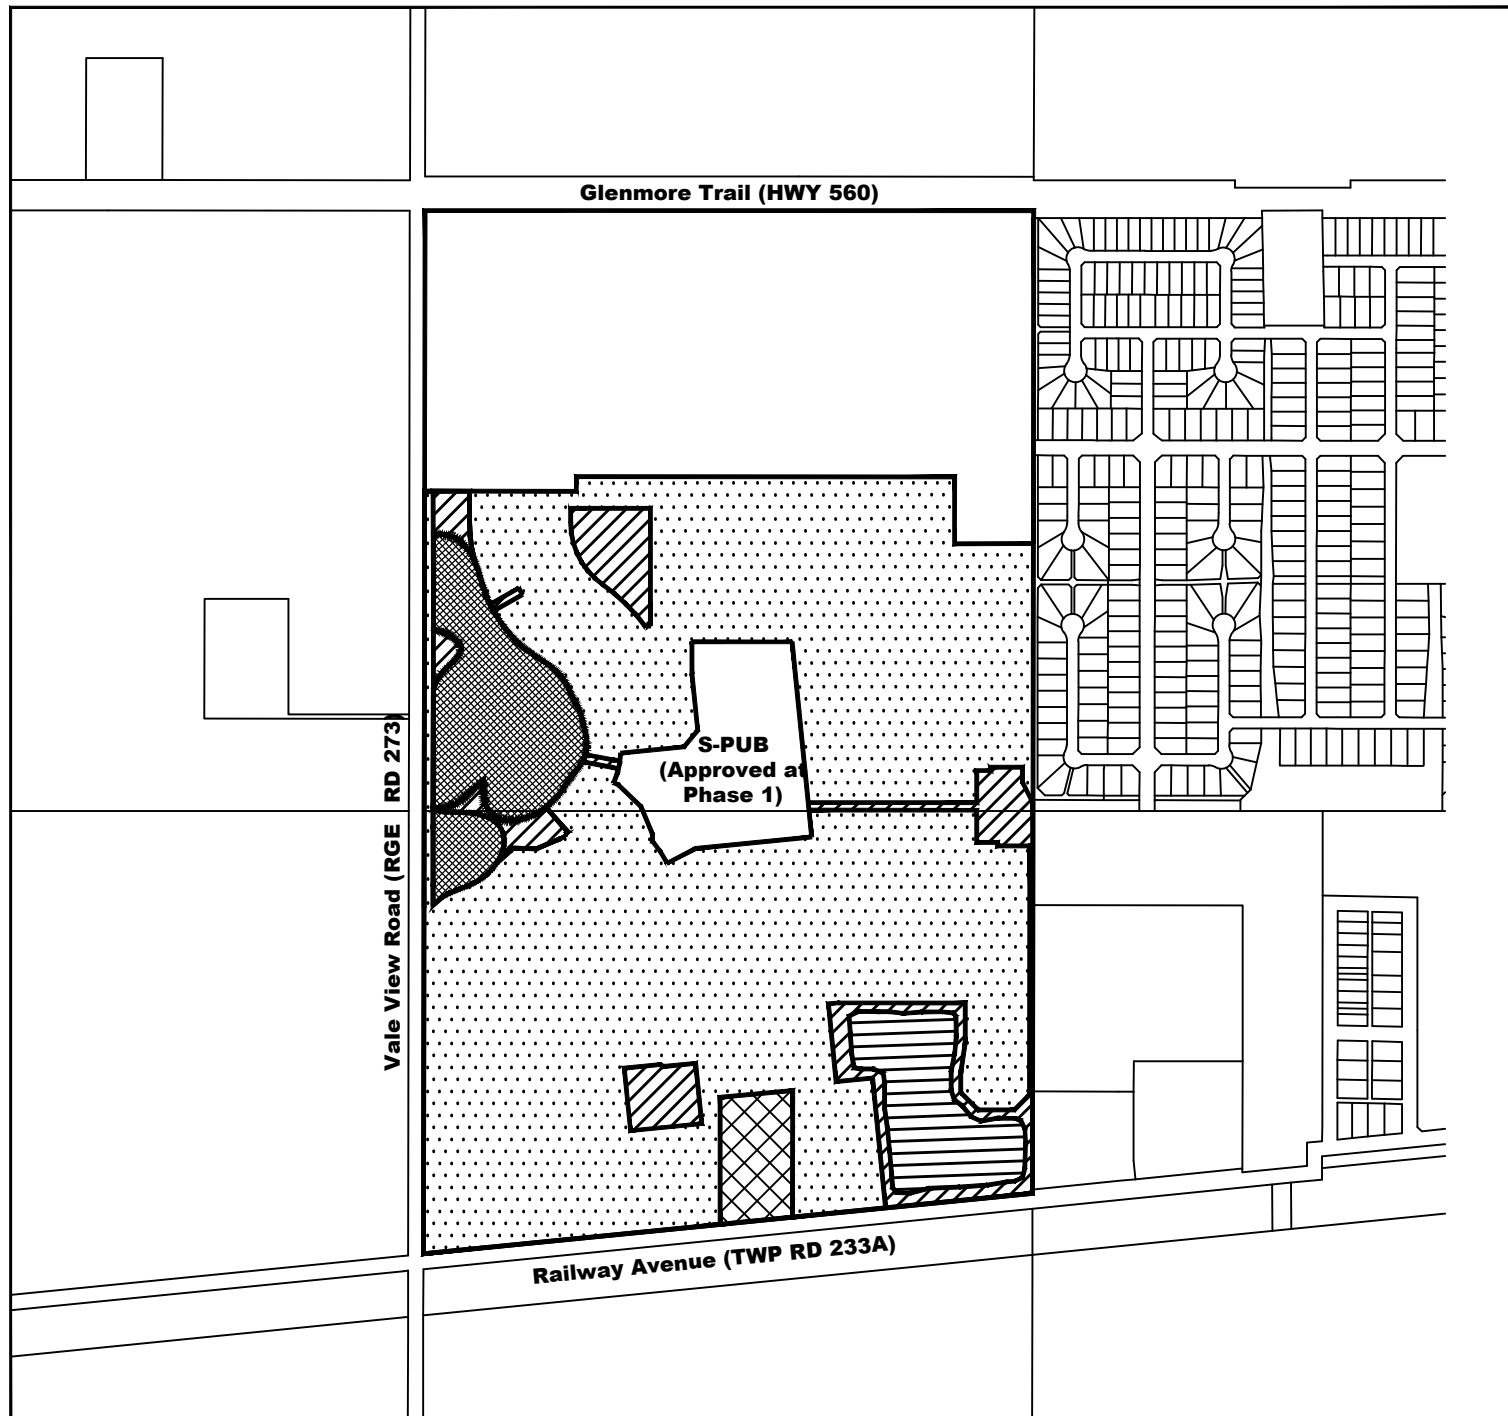 Glenmore Trail (HWY 560)
S-PUB
(Approved at
Phase 1)
Vale View Road (RGE RD 273)
Railway Avenue (TWP RD 233A)